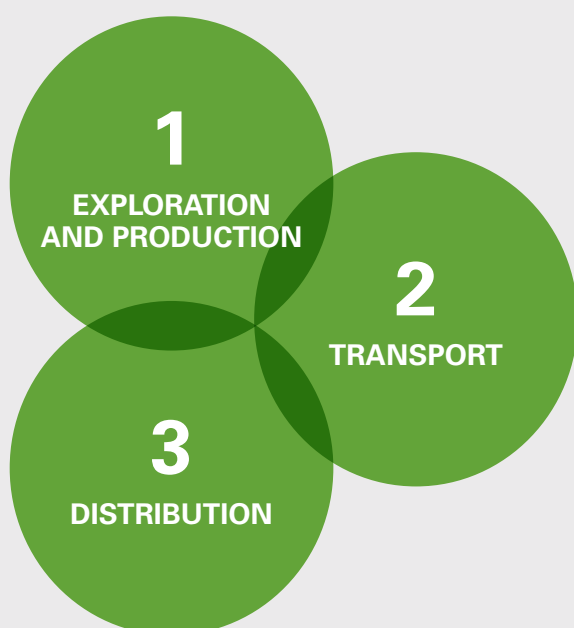 1
EXPLORATION
AND PRODUCTION
2
TRANSPORT
3
DISTRIBUTION